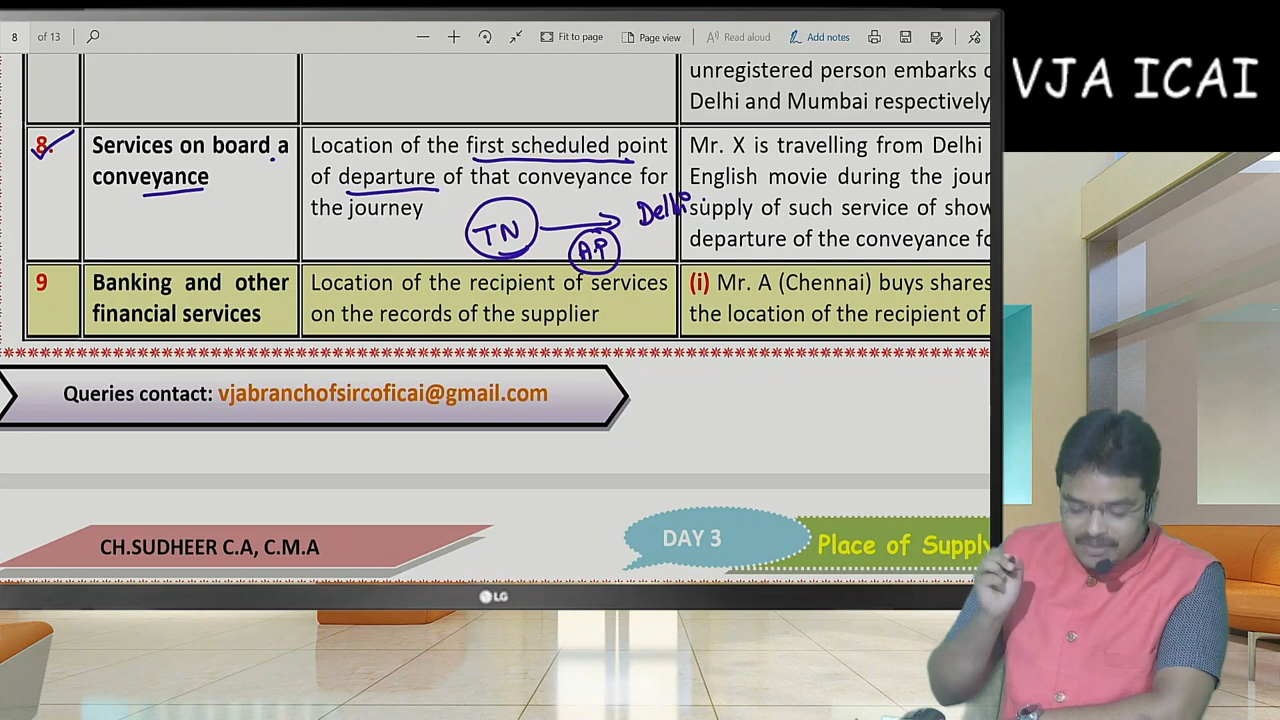 8 of 13
Fit to page
Page view
Read aloud
Add notes
VJA ICAI
unregistered person embarks
Delhi and Mumbai respectively
8. Services on board a conveyance
Location of the first scheduled point
of departure of that conveyance for
the journey
TN
AP
Delhi
Mr. X is travelling from Delhi
English movie during the jour
supply of such service of show
departure of the conveyance fo
9
Banking and other
financial services
Location of the recipient of services
on the records of the supplier
(i) Mr. A (Chennai) buys shares
the location of the recipient of
Queries contact: vjabranchofsircoficai@gmail.com
CH.SUDHEER C.A, C.M.A
DAY 3
Place of Supply
LG